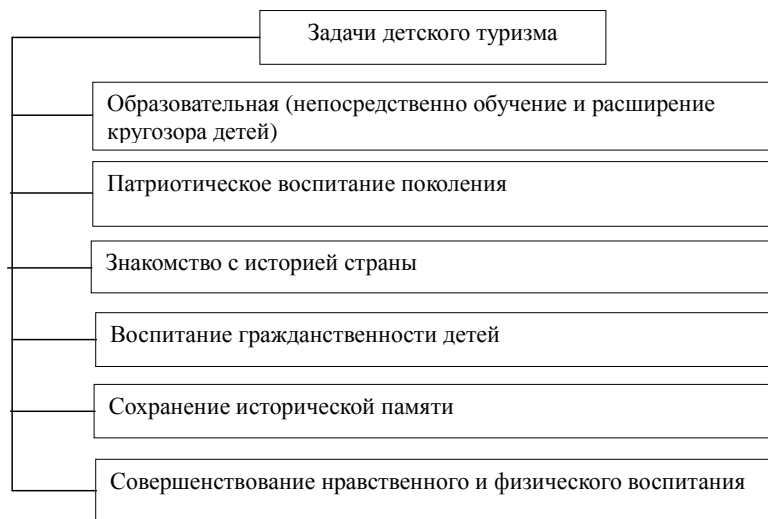 Задачи детского туризма
Образовательная (непосредственно обучение и расширение
кругозора детей)
Патриотическое воспитание поколения
Знакомство с историей страны
Воспитание гражданственности детей
Сохранение исторической памяти
Совершенствование нравственного и физического воспитания